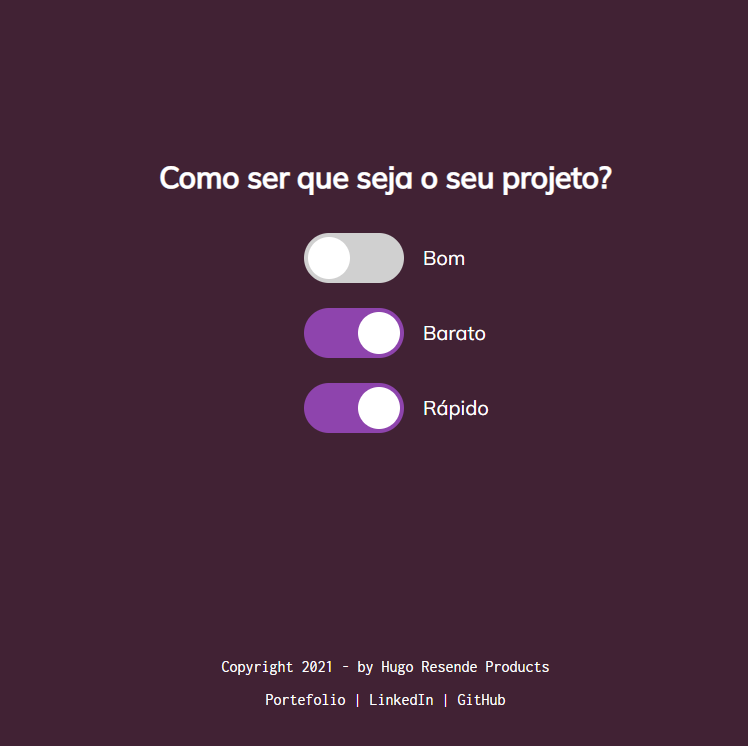 Como ser que seja o seu projeto?
Bom
Barato
Rápido
Copyright 2021 - by Hugo Resende Products
Portefolio | LinkedIn | GitHub